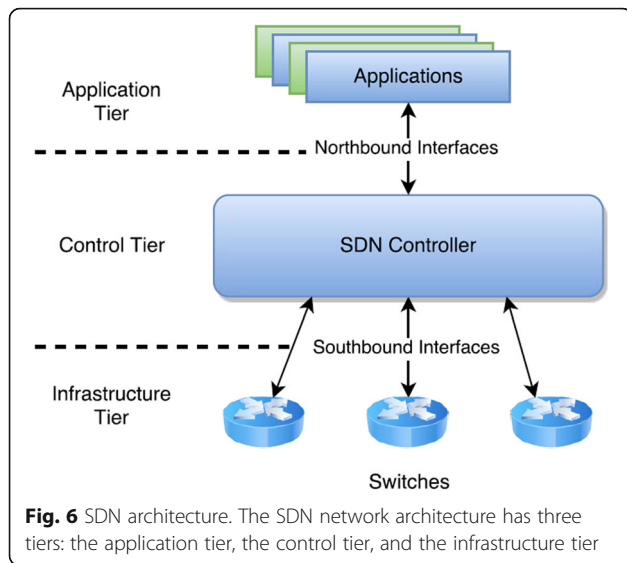 Applications
Application
Tier
Northbound Interfaces
Control Tier
SDN Controller
Southbound Interfaces
Infrastructure
Tier
Switches
Fig. 6 SDN architecture. The SDN network architecture has three
tiers: the application tier, the control tier, and the infrastructure tier